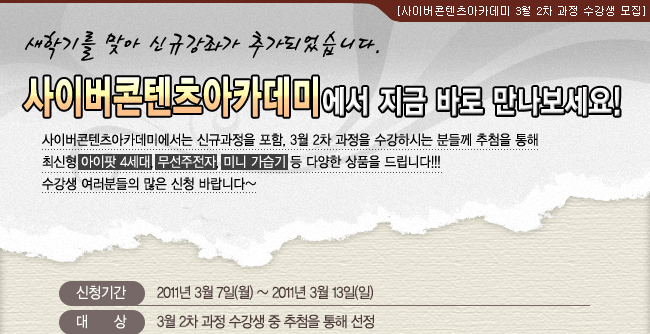 [사이버콘텐츠아카데미 3월 2차 과정 수강생 모집]
새학기를 맞아 신규강좌가 추가되었습니다.
사이버콘텐츠아카데미에서 지금 바로 만나보세요!
사이버콘텐츠아카데미에서는 신규과정을 포함, 3월 2차 과정을 수강하시는 분들께 추첨을 통해
최신형 아이팟 4세대, 무선주전자, 미니 가습기 등 다양한 상품을 드립니다!!!
수강생 여러분들의 많은 신청 바랍니다~
신청기간 2011년 3월 7일(월) ~ 2011년 3월 13일(일)
대 상 3월 2차 과정 수강생 중 추첨을 통해 선정